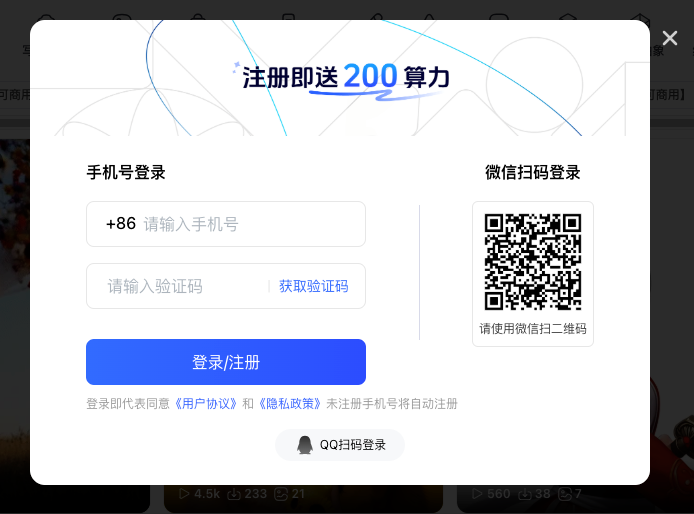 注册即送 200 算力
手机号登录
+86 请输入手机号
请输入验证码 获取验证码
登录/注册
登录即代表同意《用户协议》和《隐私政策》未注册手机号将自动注册
微信扫码登录
请使用微信扫二维码
QQ扫码登录
可商用
可商用】
4.5k 233 21
560 38 7